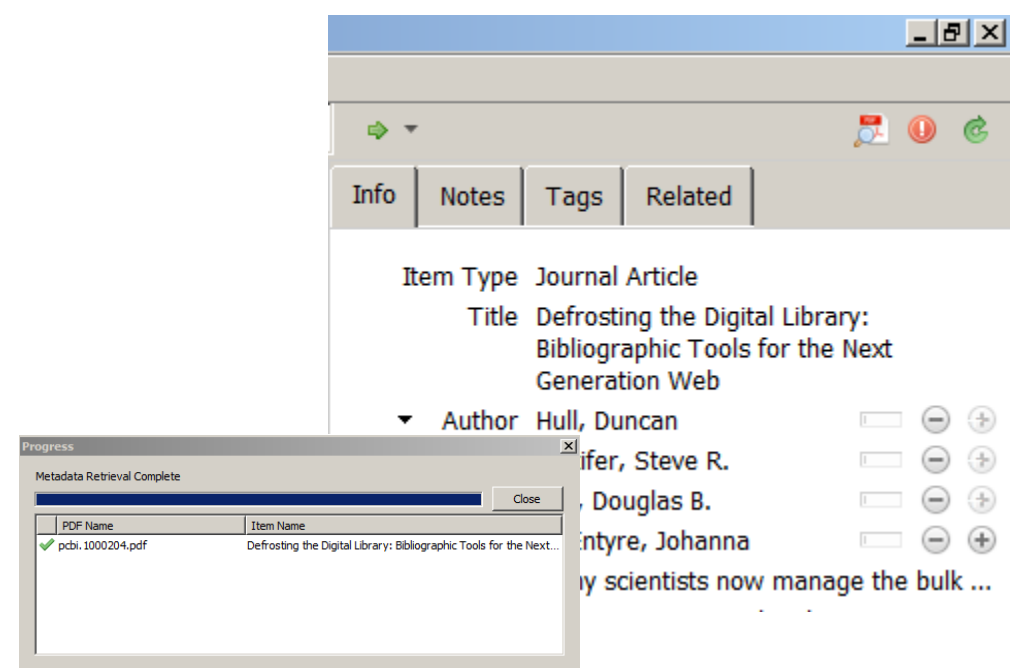 Info Notes Tags Related
Item Type Journal Article
Title Defrosting the Digital Library:
Bibliographic Tools for the Next
Generation Web
Author Hull, Duncan
Steve R.
Douglas B.
Johanna
scientists now manage the bulk ...
Progress
Metadata Retrieval Complete
Close
PDF Name Item Name
pcbi.1000204.pdf Defrosting the Digital Library: Bibliographic Tools for the Next...